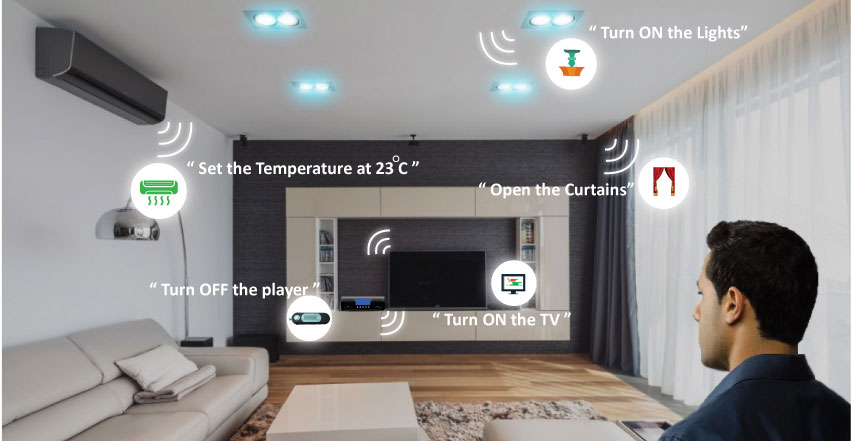 “ Turn ON the Lights”
“ Set the Temperature at 23°C ”
“ Open the Curtains”
“ Turn OFF the player ”
“ Turn ON the TV ”